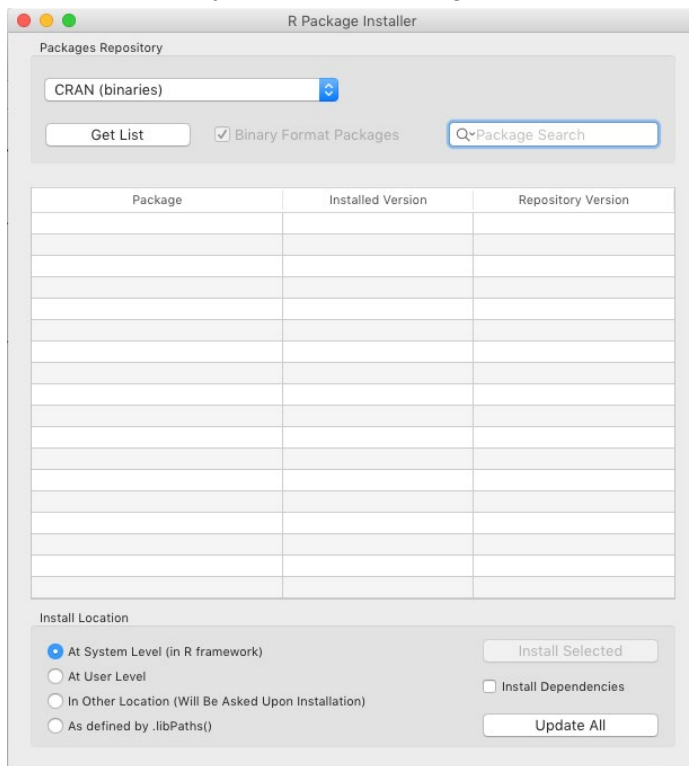 R Package Installer
Packages Repository
CRAN (binaries)
Get List
Binary Format Packages
Package Search
Package
Installed Version
Repository Version
Install Location
At System Level (in R framework)
Install Selected
At User Level
Install Dependencies
In Other Location (Will Be Asked Upon Installation)
As defined by .libPaths()
Update All